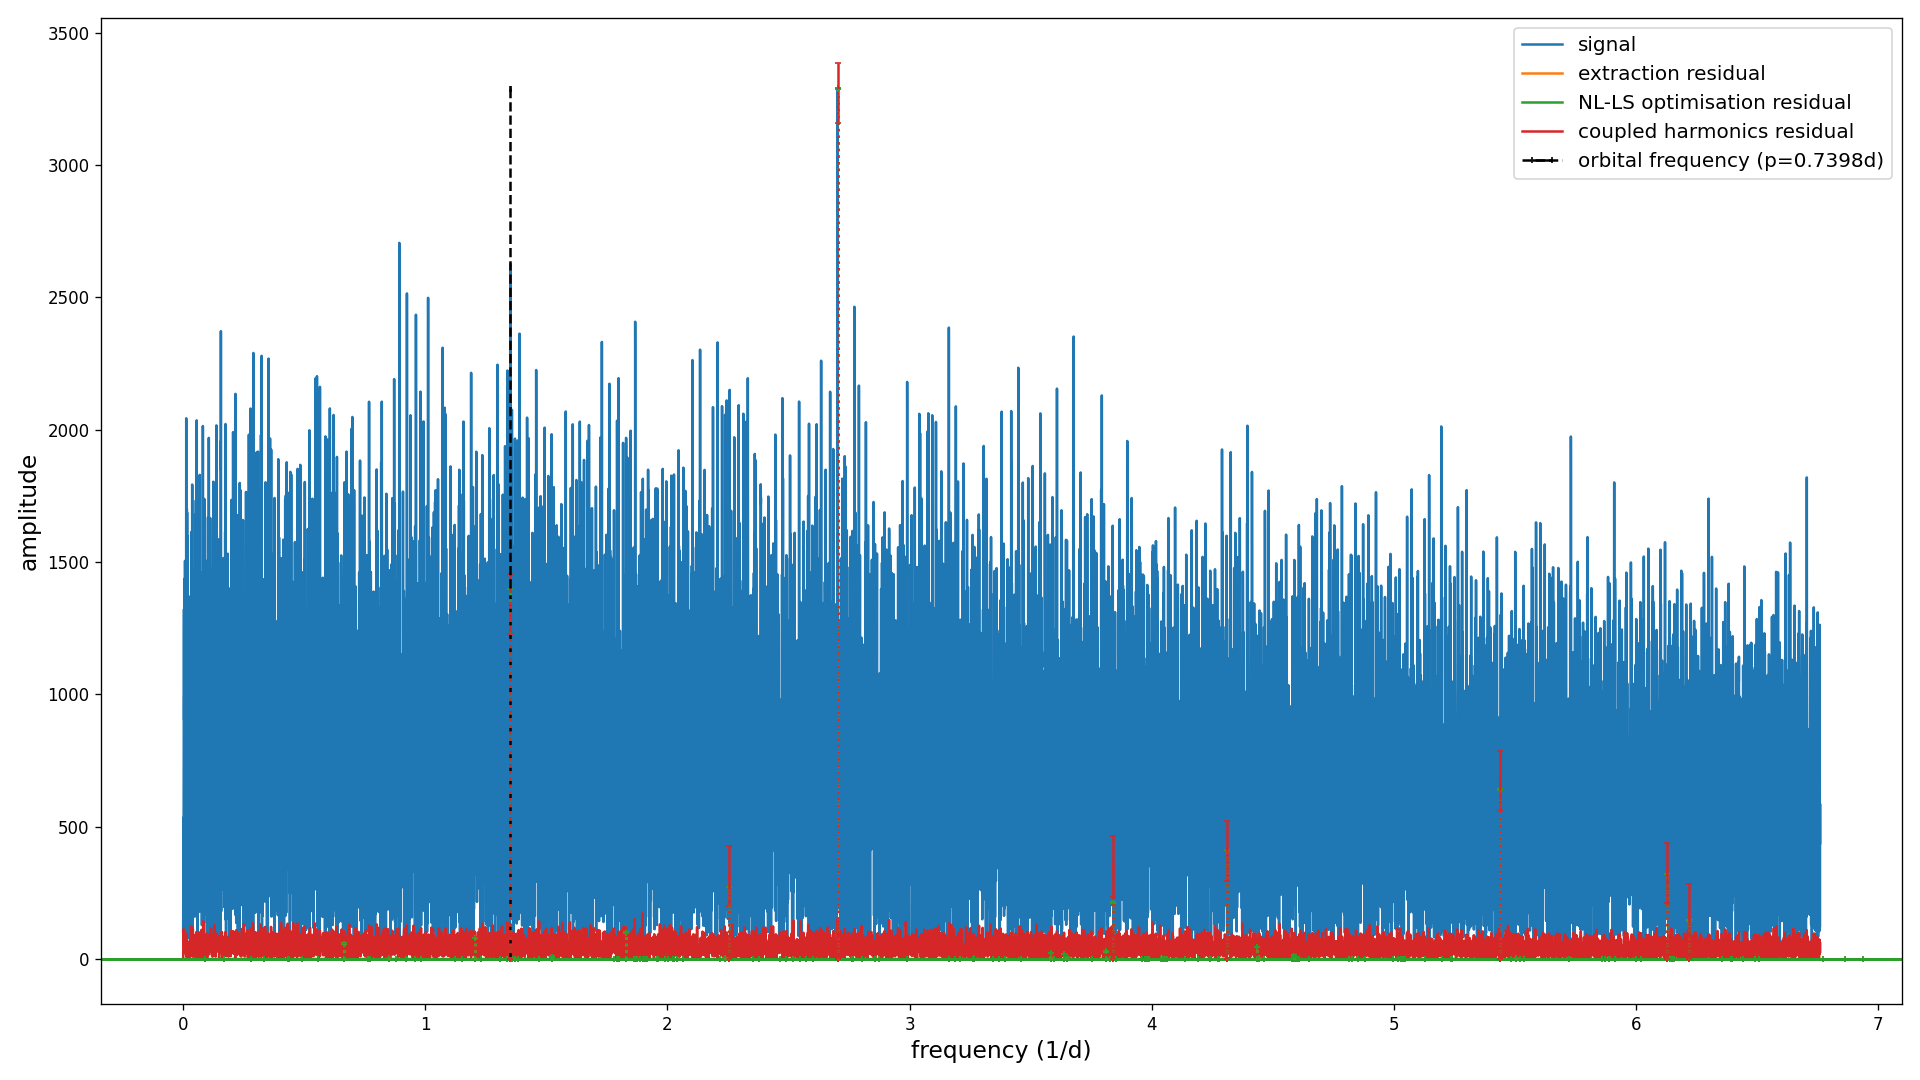 3500
3000
2500
2000
1500
1000
500
0
amplitude
0 1 2 3 4 5 6 7
frequency (1/d)
signal
extraction residual
NL-LS optimisation residual
coupled harmonics residual
orbital frequency (p=0.7398d)